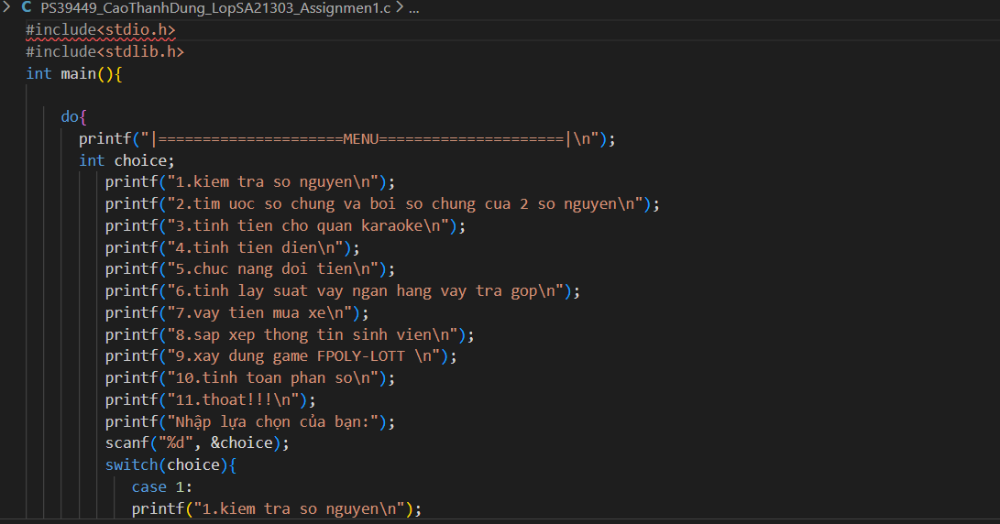 PS39449_CaoThanhDung_LopSA21303_Assignmen1.c > ...
#include<stdio.h>
#include<stdlib.h>
int main(){
do{
printf("|=====================MENU=====================|\n");
int choice;
printf("1.kiem tra so nguyen\n");
printf("2.tim uoc so chung va boi so chung cua 2 so nguyen\n");
printf("3.tinh tien cho quan karaoke\n");
printf("4.tinh tien dien\n");
printf("5.chuc nang doi tien\n");
printf("6.tinh lay suat vay ngan hang vay tra gop\n");
printf("7.vay tien mua xe\n");
printf("8.sap xep thong tin sinh vien\n");
printf("9.xay dung game FPOLY-LOTT \n");
printf("10.tinh toan phan so\n");
printf("11.thoat!!!\n");
printf("Nhập lựa chọn của bạn:");
scanf("%d", &choice);
switch(choice){
case 1:
printf("1.kiem tra so nguyen\n");